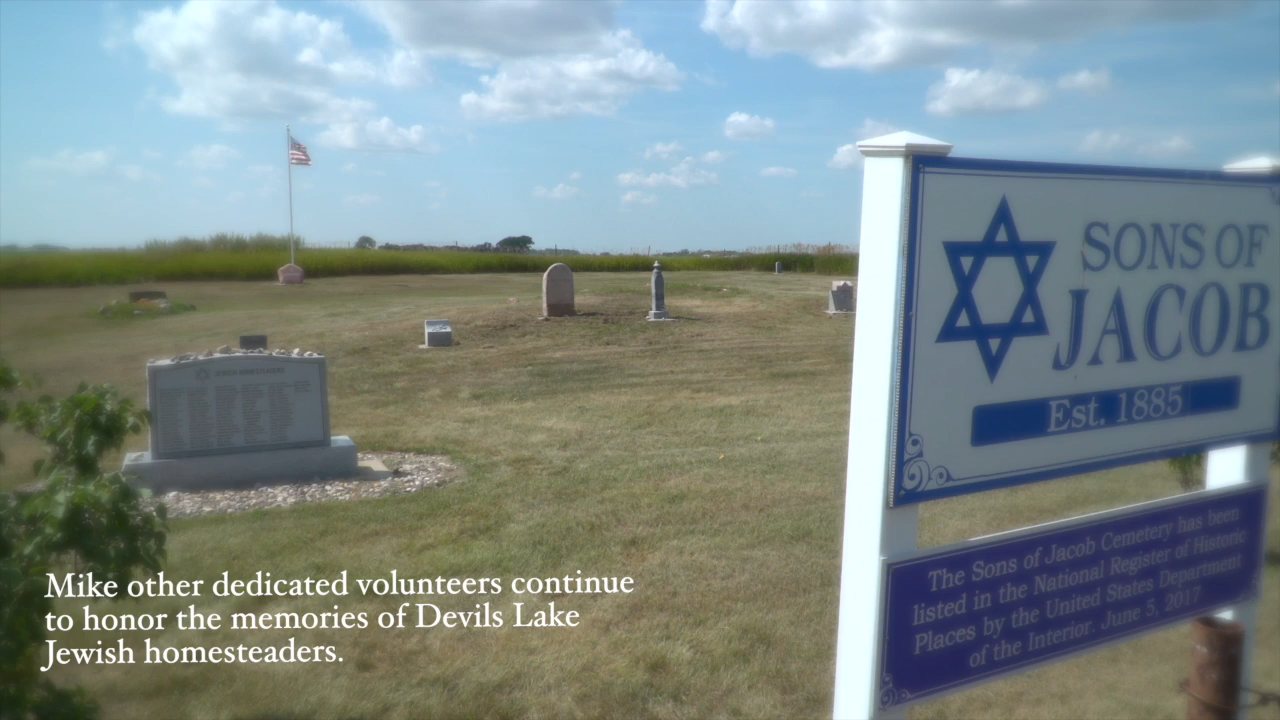 SONS OF
JACOB
Est. 1885
The Sons of Jacob Cemetery has been
listed in the National Register of Historic
Places by the United States Department
of the Interior. June 5, 2017
JEWISH HOMESTEADERS
Mike other dedicated volunteers continue
to honor the memories of Devils Lake
Jewish homesteaders.